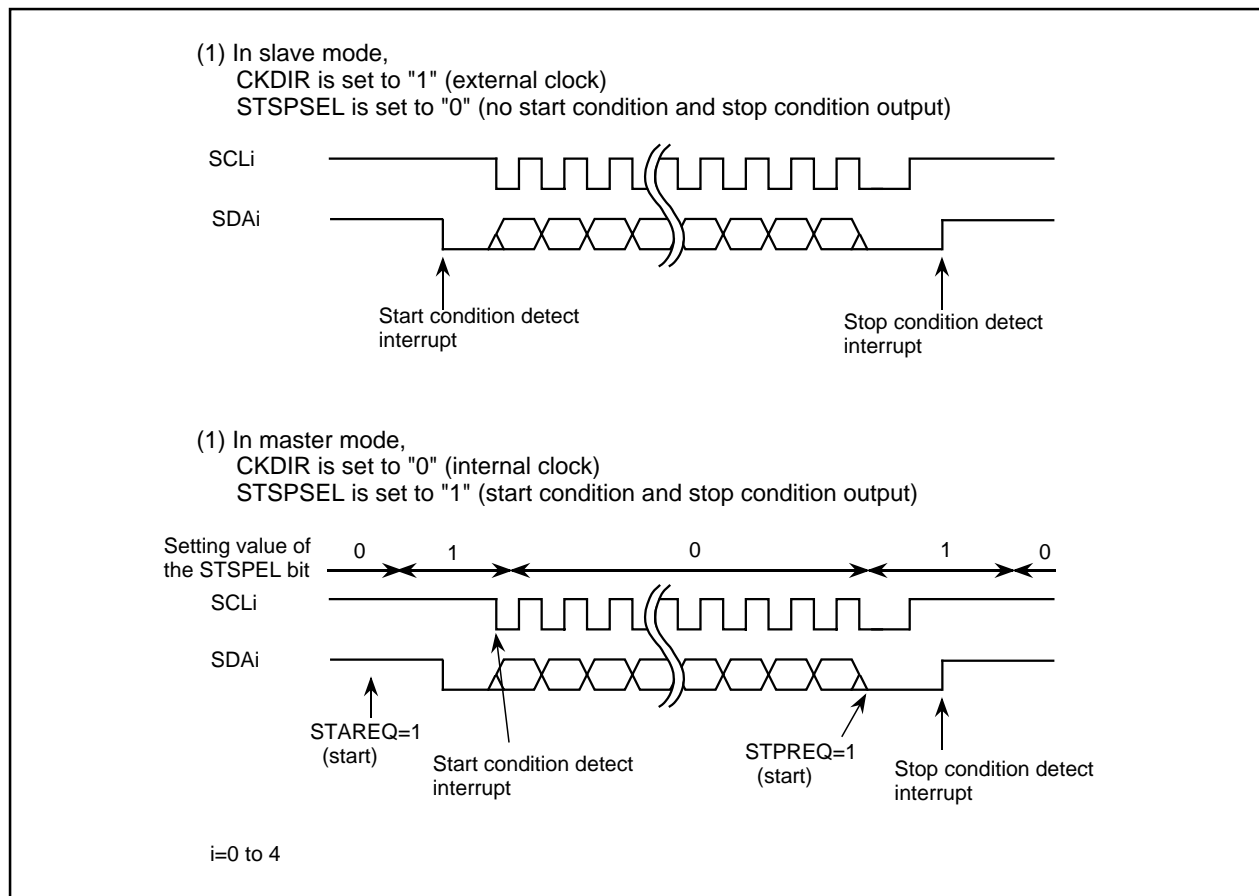 (1) In slave mode,
CKDIR is set to "1" (external clock)
STSPSEL is set to "0" (no start condition and stop condition output)
SCLi
SDAi
Start condition detect
interrupt
Stop condition detect
interrupt
(1) In master mode,
CKDIR is set to "0" (internal clock)
STSPSEL is set to "1" (start condition and stop condition output)
Setting value of
the STSPEL bit
0 1 0 1 0
SCLi
SDAi
STAREQ=1
(start)
Start condition detect
interrupt
STPREQ=1
(start)
Stop condition detect
interrupt
i=0 to 4